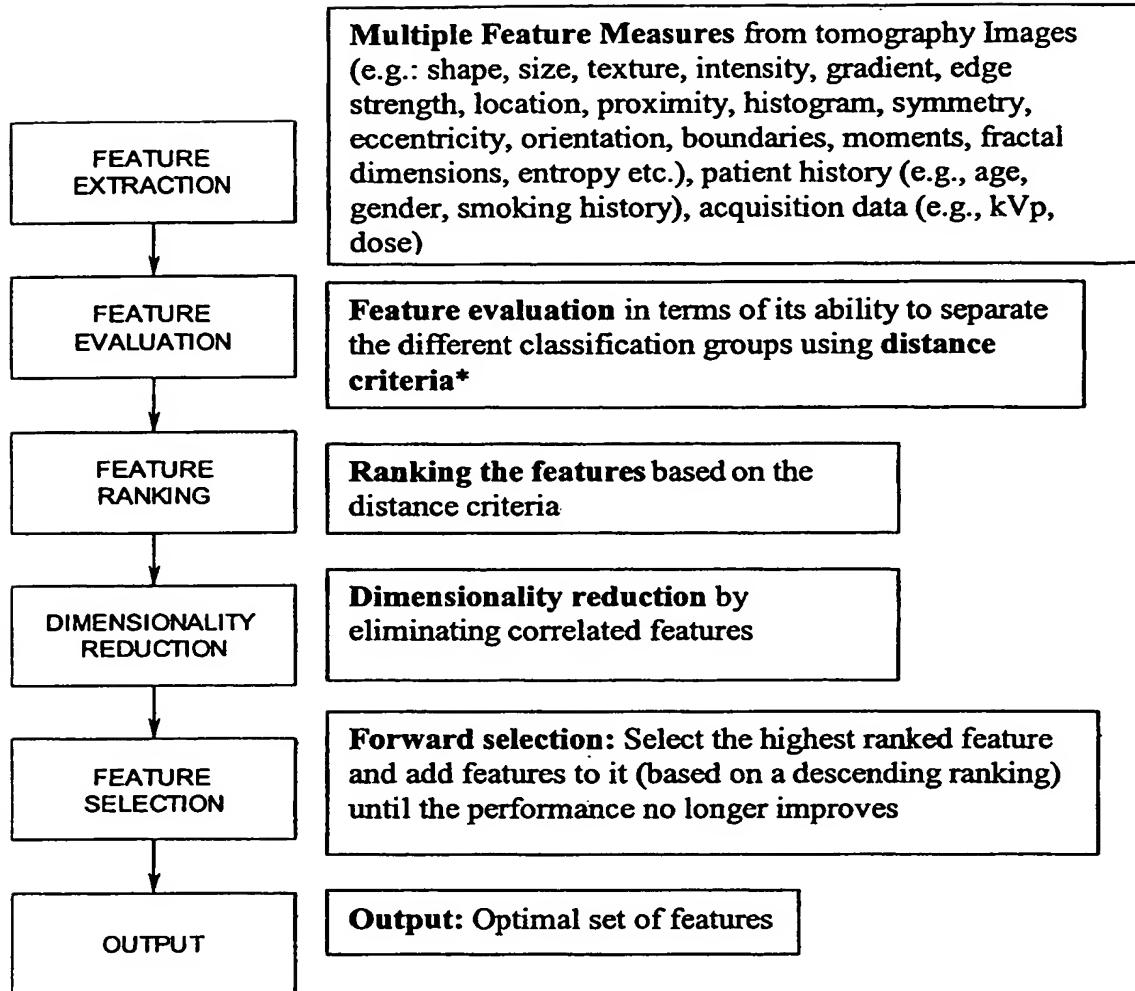 Multiple Feature Measures from tomography Images
(e.g.: shape, size, texture, intensity, gradient, edge
strength, location, proximity, histogram, symmetry,
eccentricity, orientation, boundaries, moments, fractal
dimensions, entropy etc.), patient history (e.g., age,
gender, smoking history), acquisition data (e.g., kVp,
dose)
FEATURE
EXTRACTION
FEATURE
EVALUATION
Feature evaluation in terms of its ability to separate
the different classification groups using distance
criteria*
FEATURE
RANKING
Ranking the features based on the
distance criteria
DIMENSIONALITY
REDUCTION
Dimensionality reduction by
eliminating correlated features
FEATURE
SELECTION
Forward selection: Select the highest ranked feature
and add features to it (based on a descending ranking)
until the performance no longer improves
OUTPUT
Output: Optimal set of features